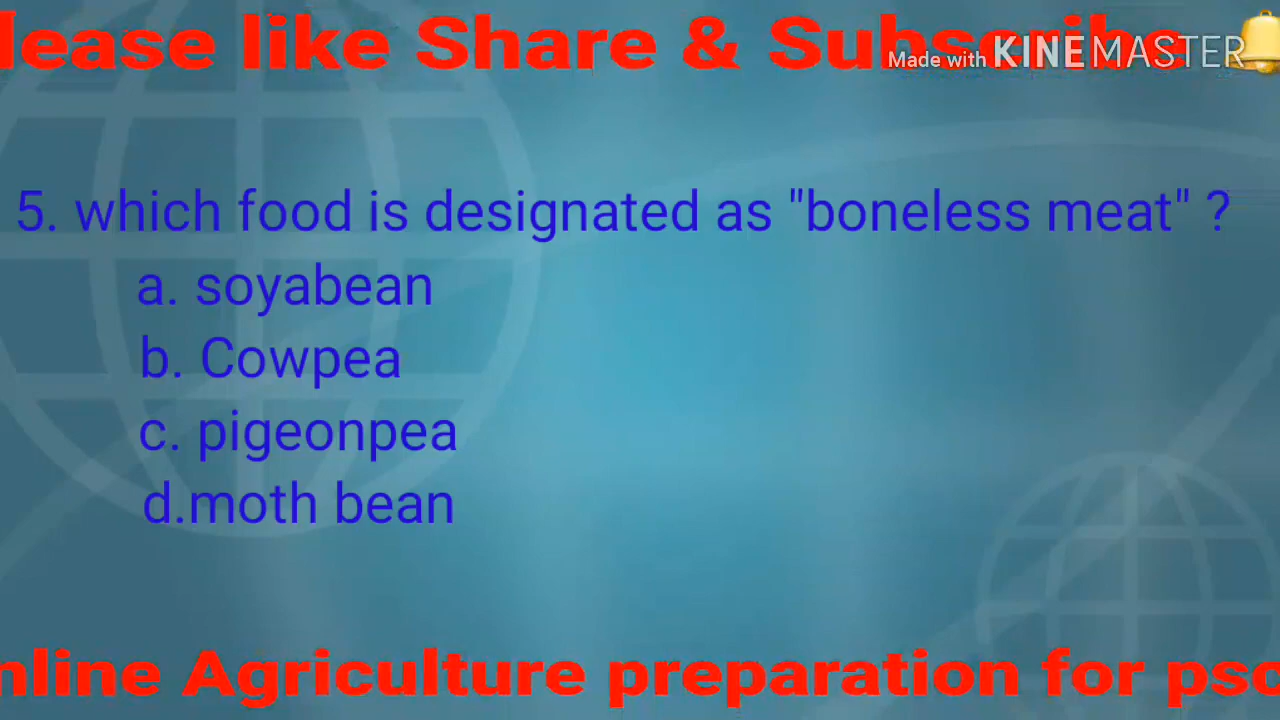 lease like Share & Subscribe
Made with KINEMASTER
5. which food is designated as "boneless meat" ?
a. soyabean
b. Cowpea
c. pigeonpea
d.moth bean
nline Agriculture preparation for psc